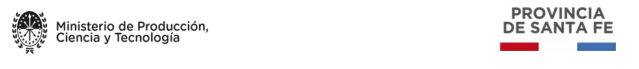 Ministerio de Producción,
Ciencia y Tecnología
PROVINCIA
DE SANTA FE